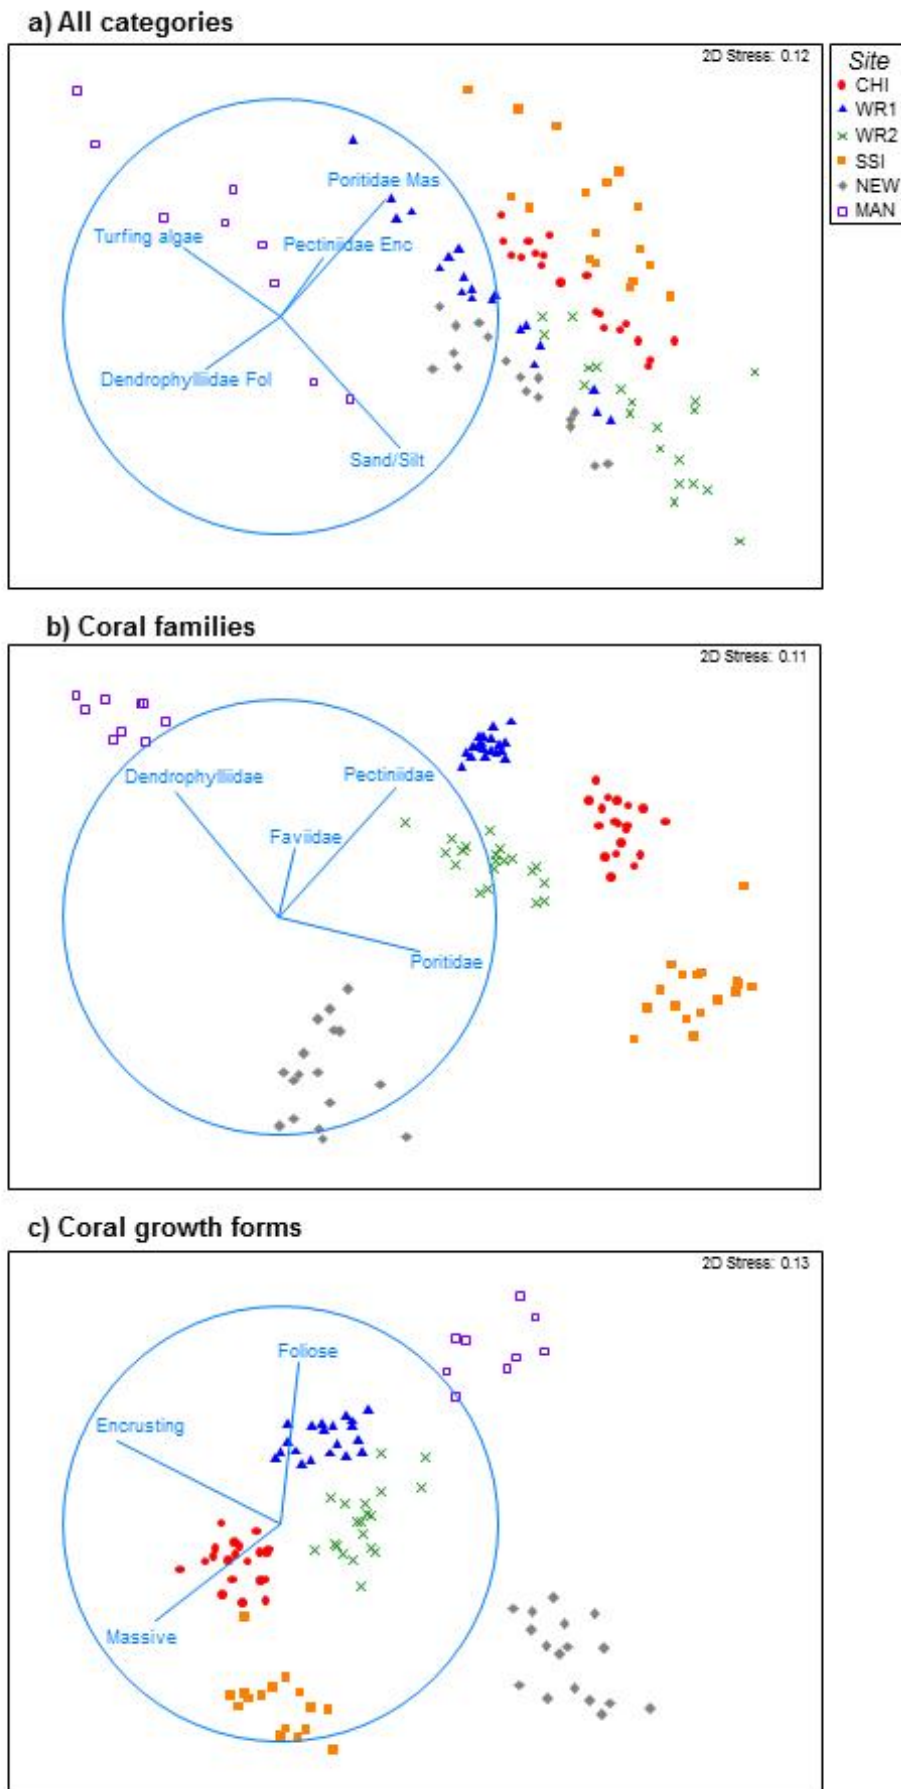 a) All categories
2D Stress: 0.12
Site
CHI
WR1
WR2
SSI
NEW
MAN
Poritidae Mas
Turfing algae
Pectiniidae Enc
Dendrophylliidae Fol
Sand/Silt
b) Coral families
2D Stress: 0.11
Dendrophylliidae
Pectiniidae
Faviidae
Poritidae
c) Coral growth forms
2D Stress: 0.13
Foliose
Encrusting
Massive